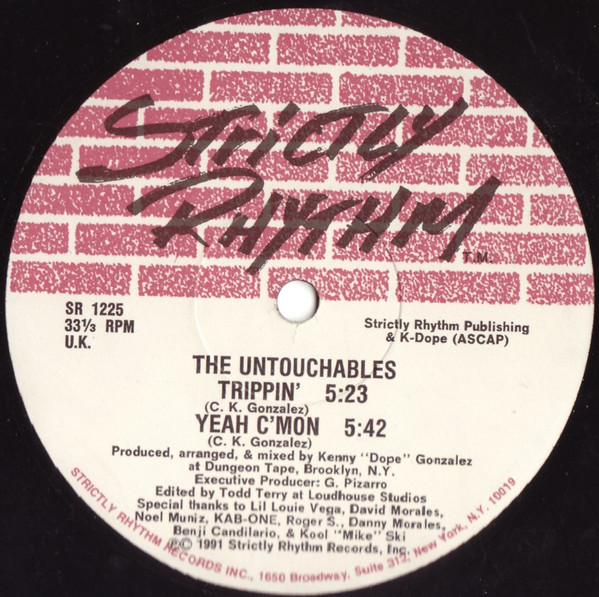 STRICTLY
RHYTHM
T.M.
SR 1225
33⅓ RPM
U.K.
Strictly Rhythm Publishing
& K-Dope (ASCAP)
THE UNTOUCHABLES
TRIPPIN' 5:23
(C. K. Gonzalez)
YEAH C'MON 5:42
(C. K. Gonzalez)
Produced, arranged, & mixed by Kenny "Dope" Gonzalez
at Dungeon Tape, Brooklyn, N.Y.
Executive Producer: G. Pizarro
Edited by Todd Terry at Loudhouse Studios
Special thanks to Lil Louie Vega, David Morales,
Noel Muniz, KAB-ONE, Roger S., Danny Morales,
Benji Candilario, & Kool "Mike" Ski
℗© 1991 Strictly Rhythm Records, Inc.
STRICTLY RHYTHM RECORDS INC., 1650 Broadway, Suite 312, New York, N.Y. 10019